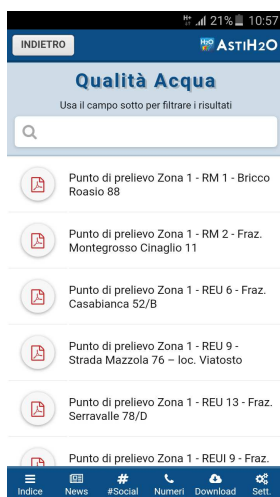 21% 10:57
INDIETRO
H2O ASTIH2O
Qualità Acqua
Usa il campo sotto per filtrare i risultati
Punto di prelievo Zona 1 - RM 1 - Bricco
Roasio 88
Punto di prelievo Zona 1 - RM 2 - Fraz.
Montegrosso Cinaglio 11
Punto di prelievo Zona 1 - REU 6 - Fraz.
Casabianca 52/B
Punto di prelievo Zona 1 - REU 9 -
Strada Mazzola 76 – loc. Viatosto
Punto di prelievo Zona 1 - REU 13 - Fraz.
Serravalle 78/D
Punto di prelievo Zona 1 - REUI 9 - Fraz.
Indice News #Social Numeri Download Sett.